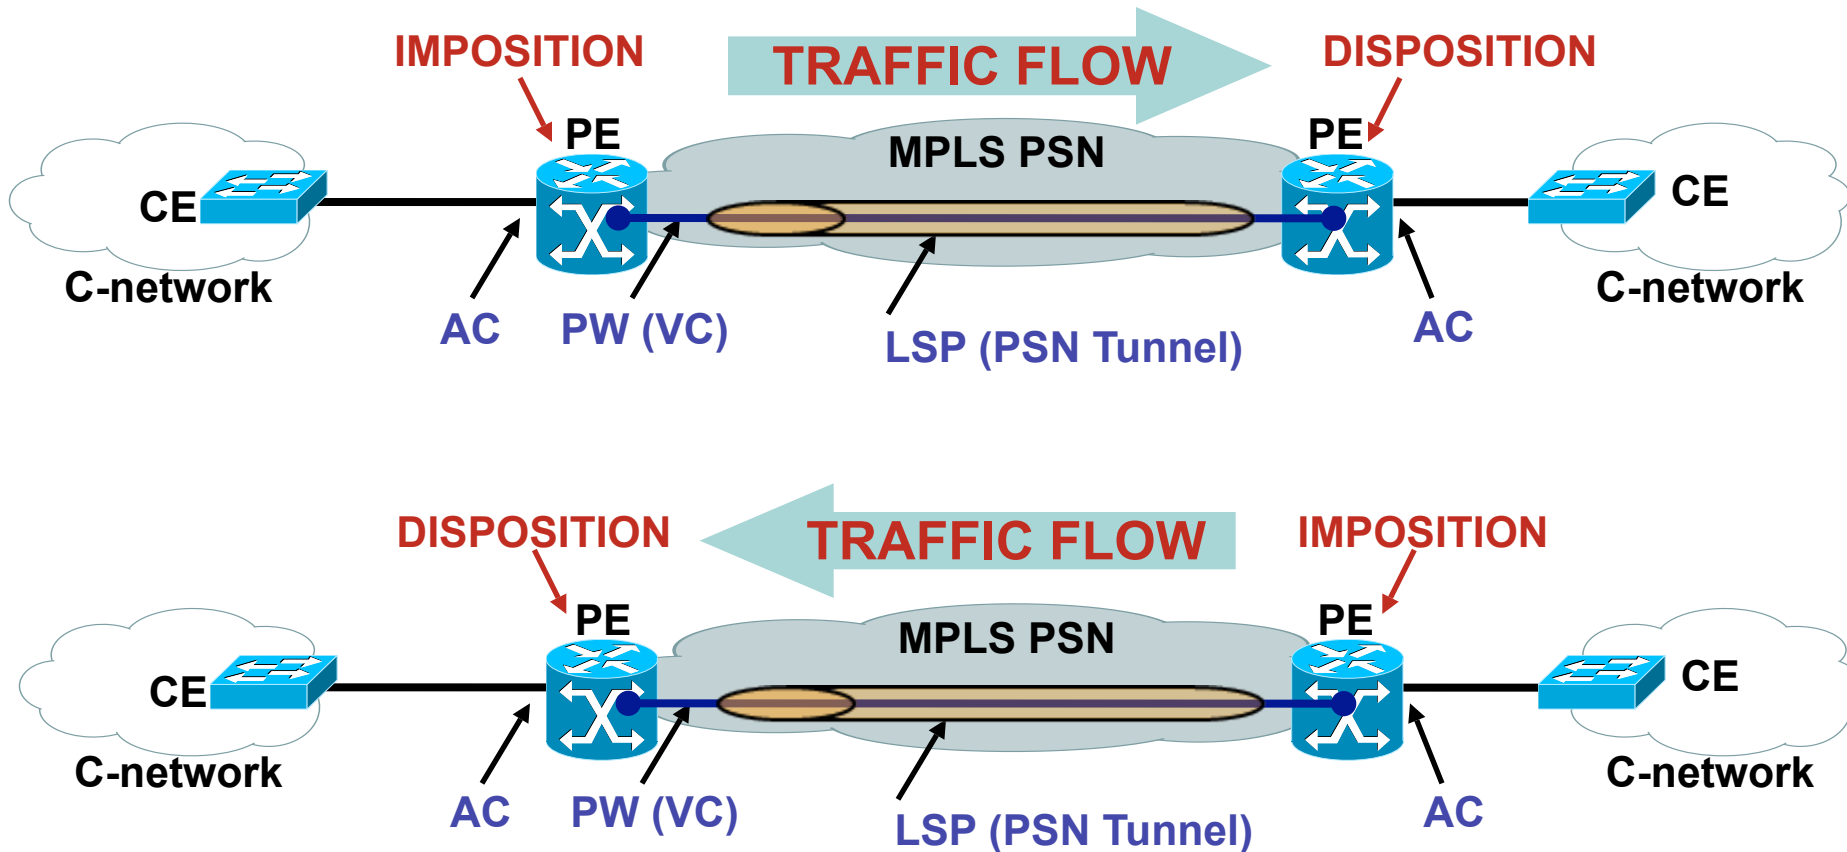 IMPOSITION
TRAFFIC FLOW
DISPOSITION
PE
PE
MPLS PSN
CE
CE
C-network
C-network
AC
PW (VC)
LSP (PSN Tunnel)
AC
DISPOSITION
TRAFFIC FLOW
IMPOSITION
PE
PE
MPLS PSN
CE
CE
C-network
C-network
AC
PW (VC)
LSP (PSN Tunnel)
AC